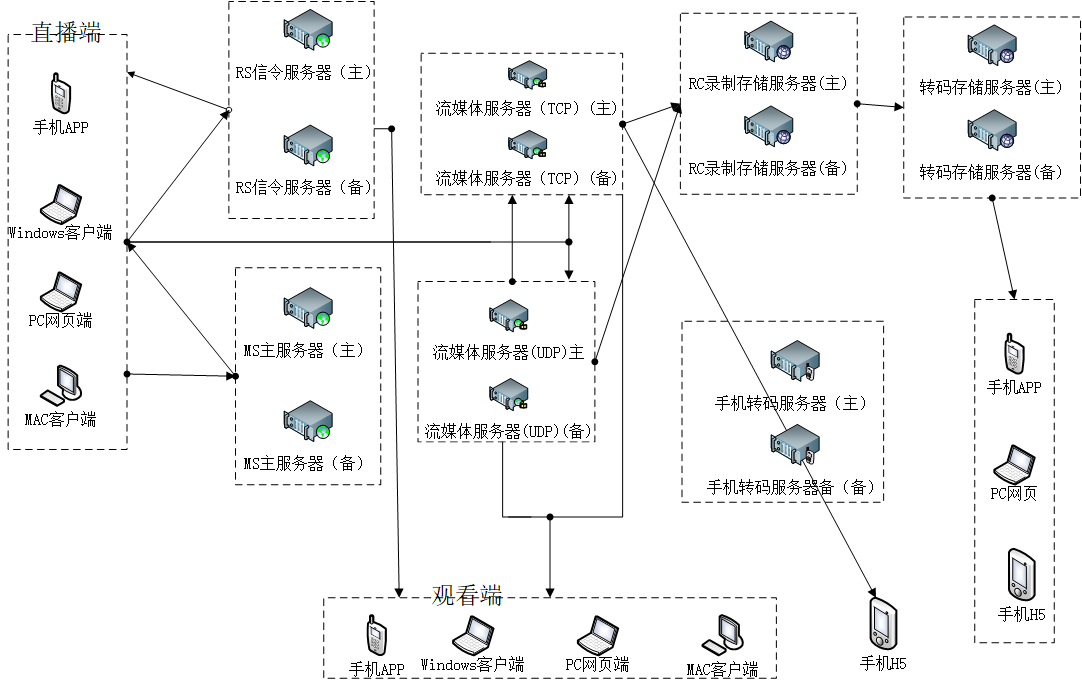 直播端
手机APP
Windows客户端
PC网页端
MAC客户端
RS信令服务器（主）
RS信令服务器（备）
MS主服务器（主）
MS主服务器（备）
流媒体服务器（TCP）(主）
流媒体服务器（TCP）(备）
流媒体服务器(UDP)主
流媒体服务器(UDP)(备）
RC录制存储服务器(主）
RC录制存储服务器(备）
转码存储服务器(主）
转码存储服务器(备）
手机转码服务器（主）
手机转码服务器备（备）
手机APP
PC网页
手机H5
手机H5
观看端
手机APP
Windows客户端
PC网页端
MAC客户端